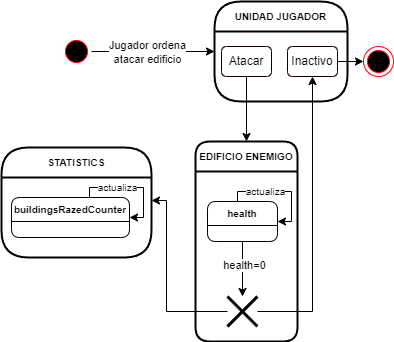 UNIDAD JUGADOR
Jugador ordena
atacar edificio
Atacar
Inactivo
STATISTICS
actualiza
buildingsRazedCounter
EDIFICIO ENEMIGO
actualiza
health
health=0